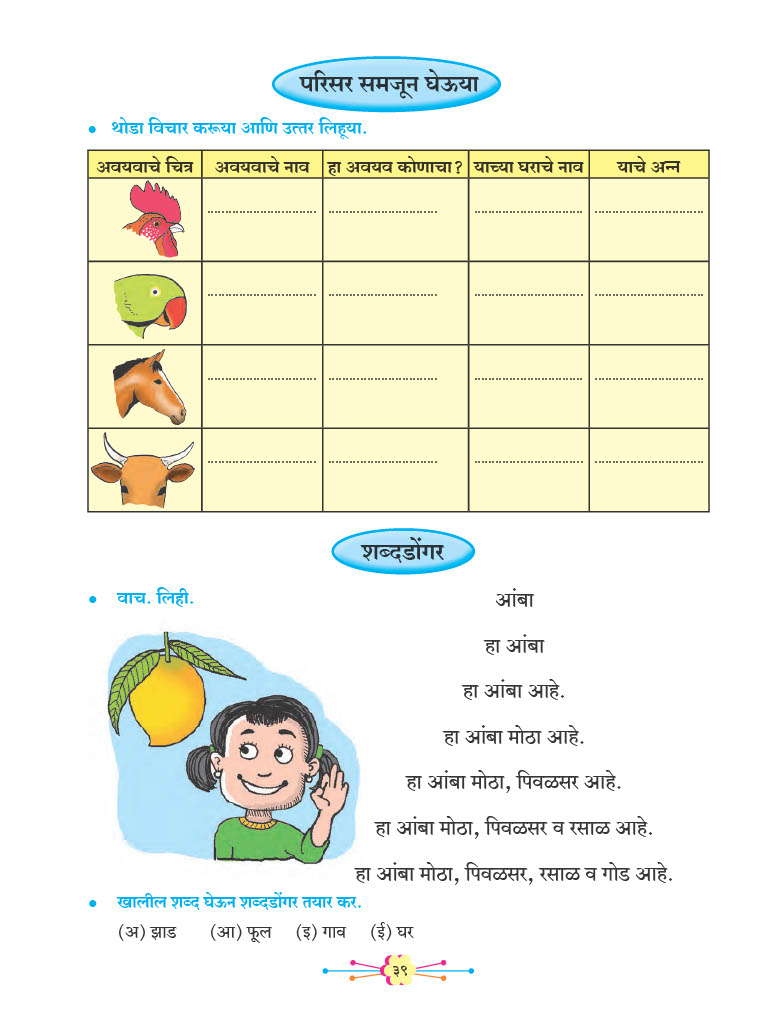 परिसर समजून घेऊया
• थोडा विचार करूया आणि उत्तर लिहूया.
अवयवाचे चित्र अवयवाचे नाव हा अवयव कोणाचा? याच्या घराचे नाव याचे अन्न
शब्दडोंगर
• वाच. लिही.
आंबा
हा आंबा
हा आंबा आहे.
हा आंबा मोठा आहे.
हा आंबा मोठा, पिवळसर आहे.
हा आंबा मोठा, पिवळसर व रसाळ आहे.
हा आंबा मोठा, पिवळसर, रसाळ व गोड आहे.
• खालील शब्द घेऊन शब्दडोंगर तयार कर.
(अ) झाड (आ) फूल (इ) गाव (ई) घर
३९